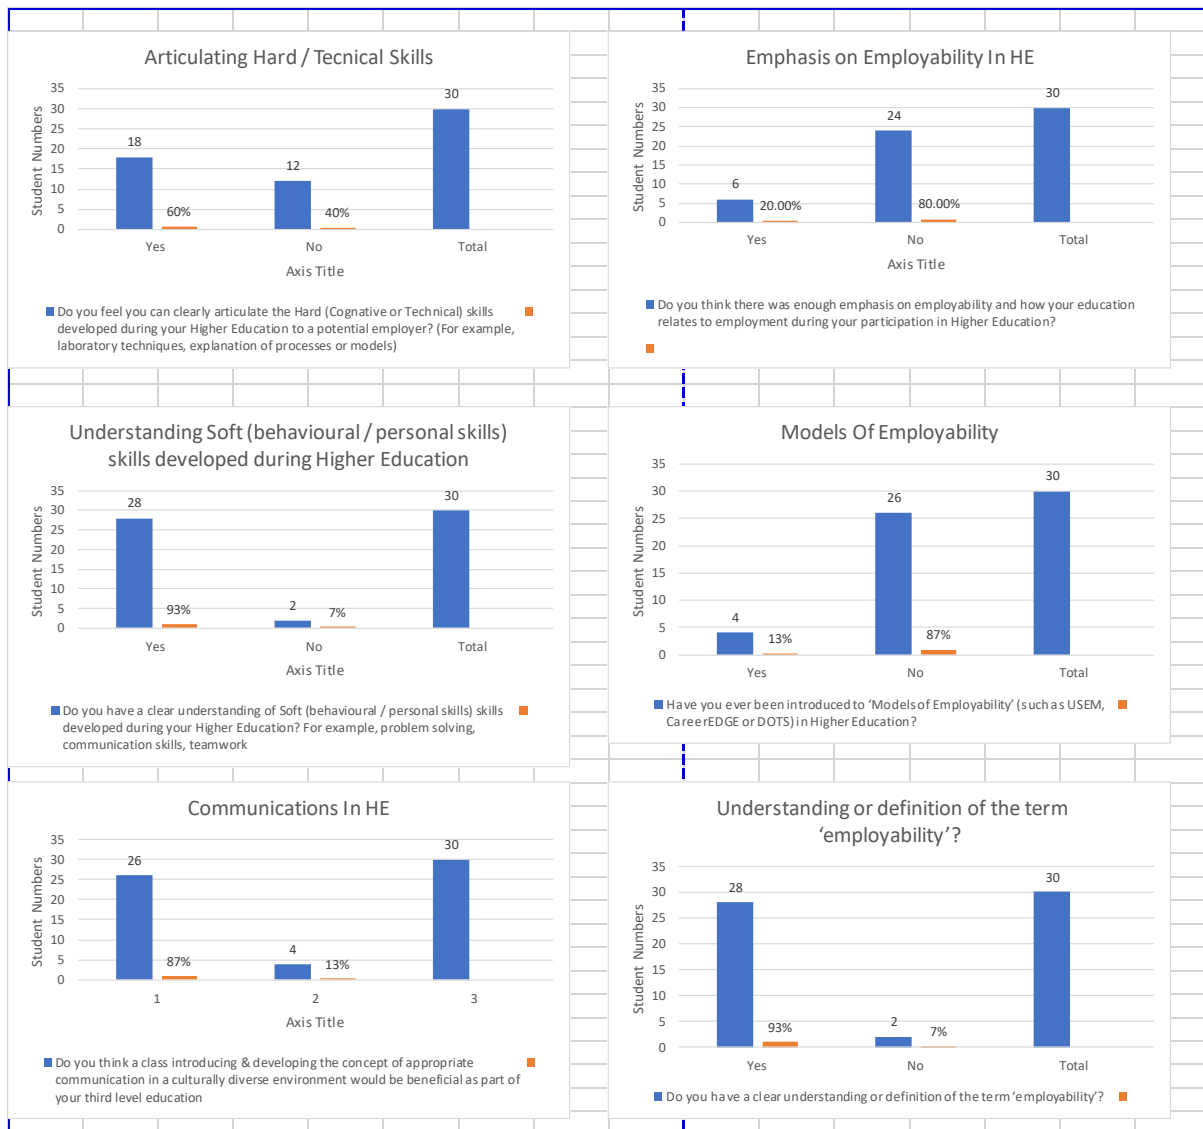 Articulating Hard / Tecnical Skills
35
30
25
20
15
10
5
0
Student Numbers
18
60%
12
40%
30
Yes
No
Total
Axis Title
Do you feel you can clearly articulate the Hard (Cognative or Technical) skills
developed during your Higher Education to a potential employer? (For example,
laboratory techniques, explanation of processes or models)
Emphasis on Employability In HE
35
30
25
20
15
10
5
0
Student Numbers
6
20.00%
24
80.00%
30
Yes
No
Total
Axis Title
Do you think there was enough emphasis on employability and how your education
relates to employment during your participation in Higher Education?
Understanding Soft (behavioural / personal skills)
skills developed during Higher Education
35
30
25
20
15
10
5
0
Student Numbers
28
93%
2
7%
30
Yes
No
Total
Axis Title
Do you have a clear understanding of Soft (behavioural / personal skills) skills
developed during your Higher Education? For example, problem solving,
communication skills, teamwork
Models Of Employability
35
30
25
20
15
10
5
0
Student Numbers
4
13%
26
87%
30
Yes
No
Total
Have you ever been introduced to ‘Models of Employability’ (such as USEM,
CareerEDGE or DOTS) in Higher Education?
Communications In HE
35
30
25
20
15
10
5
0
Student Numbers
26
87%
4
13%
30
1
2
3
Axis Title
Do you think a class introducing & developing the concept of appropriate
communication in a culturally diverse environment would be beneficial as part of
your third level education
Understanding or definition of the term
‘employability’?
35
30
25
20
15
10
5
0
Student Numbers
28
93%
2
7%
30
Yes
No
Total
Do you have a clear understanding or definition of the term ‘employability’?